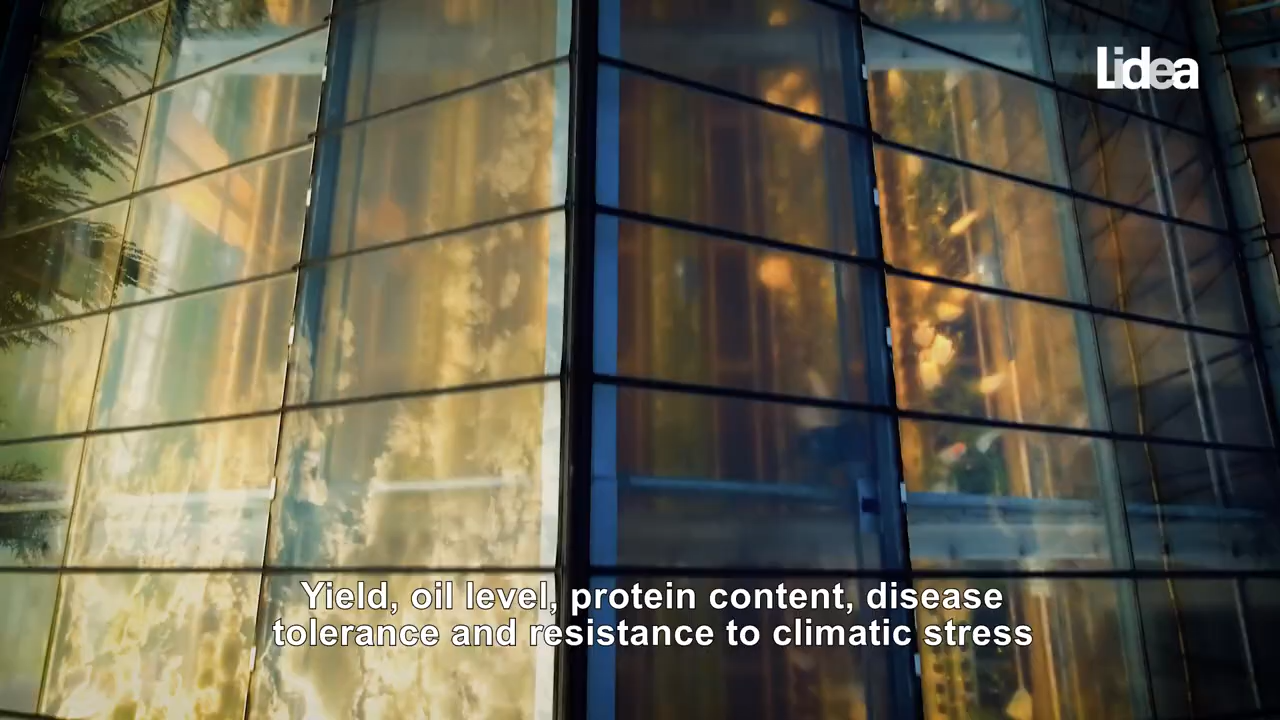 Lidea
Yield, oil level, protein content, disease
tolerance and resistance to climatic stress